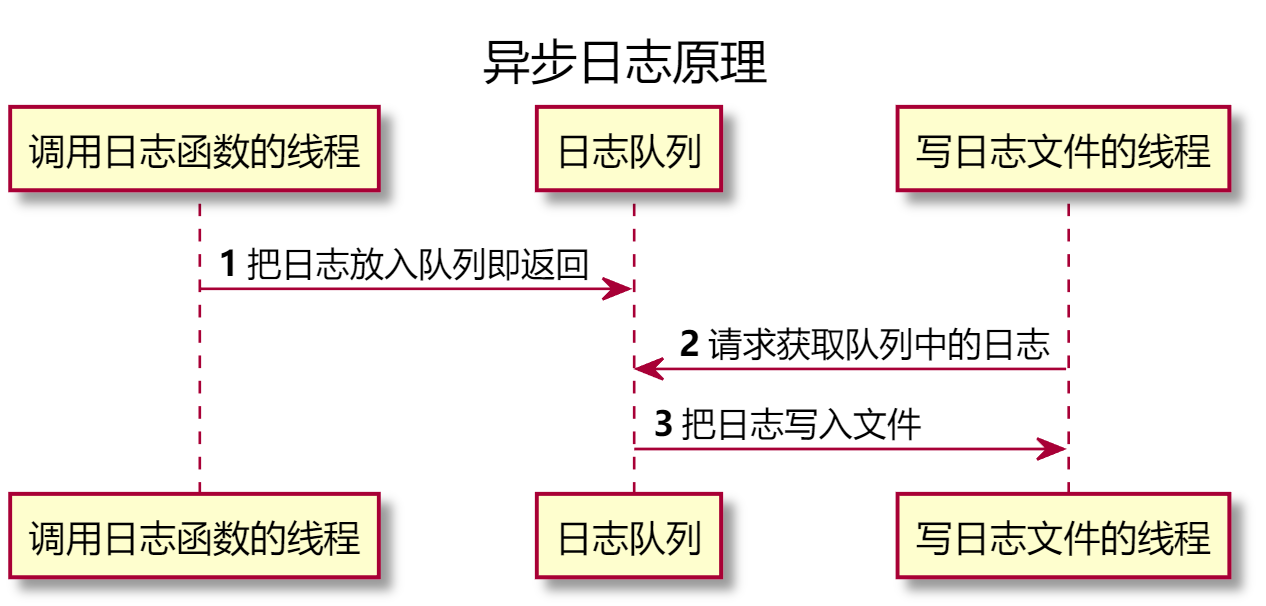 异步日志原理
调用日志函数的线程
日志队列
写日志文件的线程
1 把日志放入队列即返回
2 请求获取队列中的日志
3 把日志写入文件
调用日志函数的线程
日志队列
写日志文件的线程